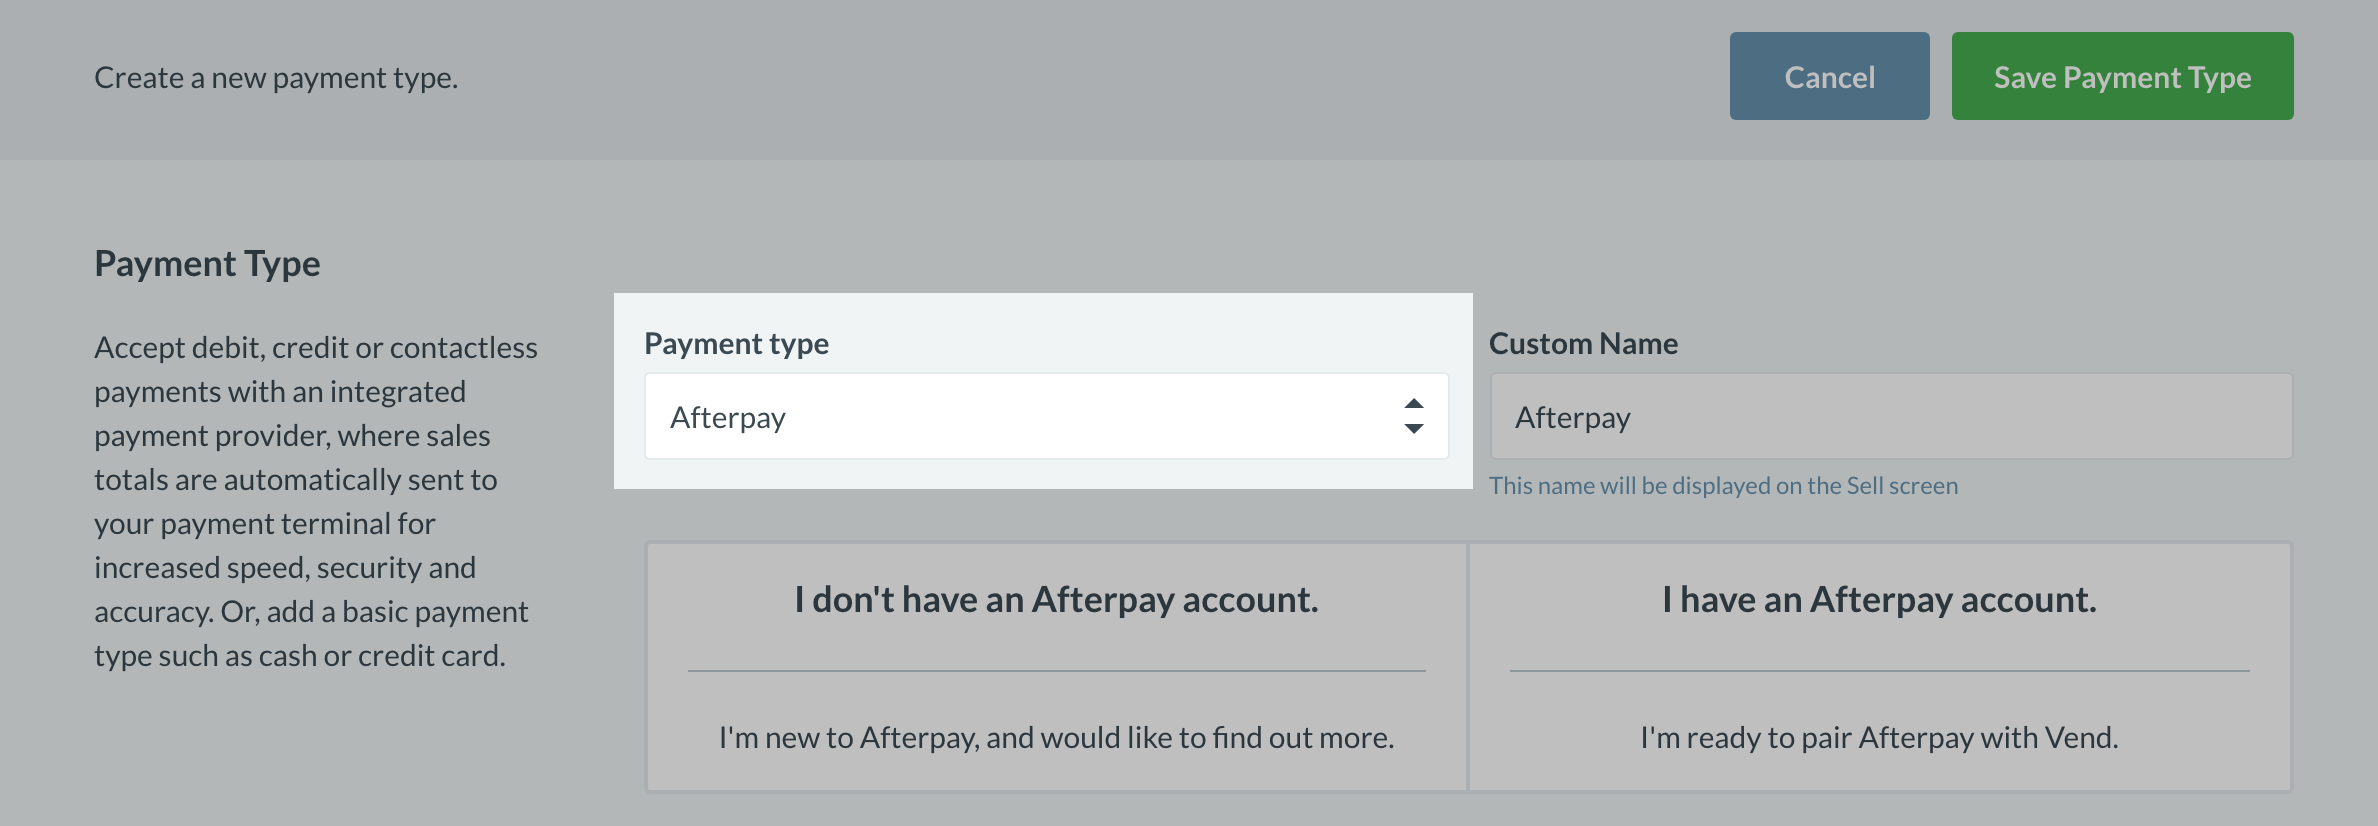 Create a new payment type.
Cancel
Save Payment Type
Payment Type
Accept debit, credit or contactless
payments with an integrated
payment provider, where sales
totals are automatically sent to
your payment terminal for
increased speed, security and
accuracy. Or, add a basic payment
type such as cash or credit card.
Payment type
Afterpay
Custom Name
Afterpay
This name will be displayed on the Sell screen
I don't have an Afterpay account.
I'm new to Afterpay, and would like to find out more.
I have an Afterpay account.
I'm ready to pair Afterpay with Vend.